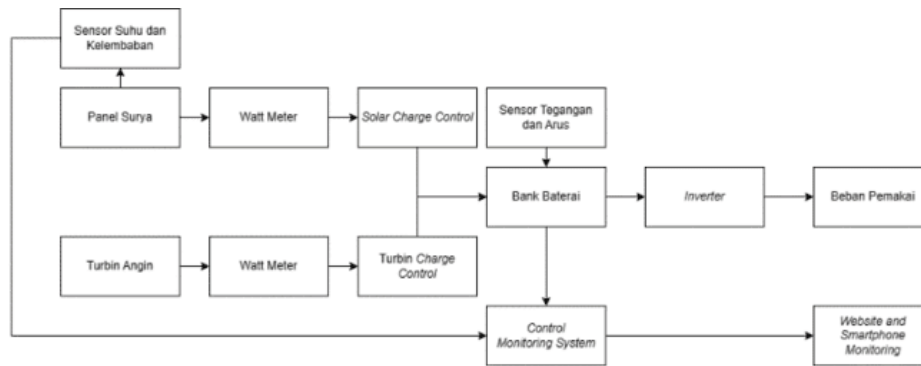 Sensor Suhu dan
Kelembaban
Panel Surya
Watt Meter
Solar Charge Control
Sensor Tegangan
dan Arus
Bank Baterai
Inverter
Beban Pemakai
Turbin Angin
Watt Meter
Turbin Charge
Control
Control
Monitoring System
Website and
Smartphone
Monitoring